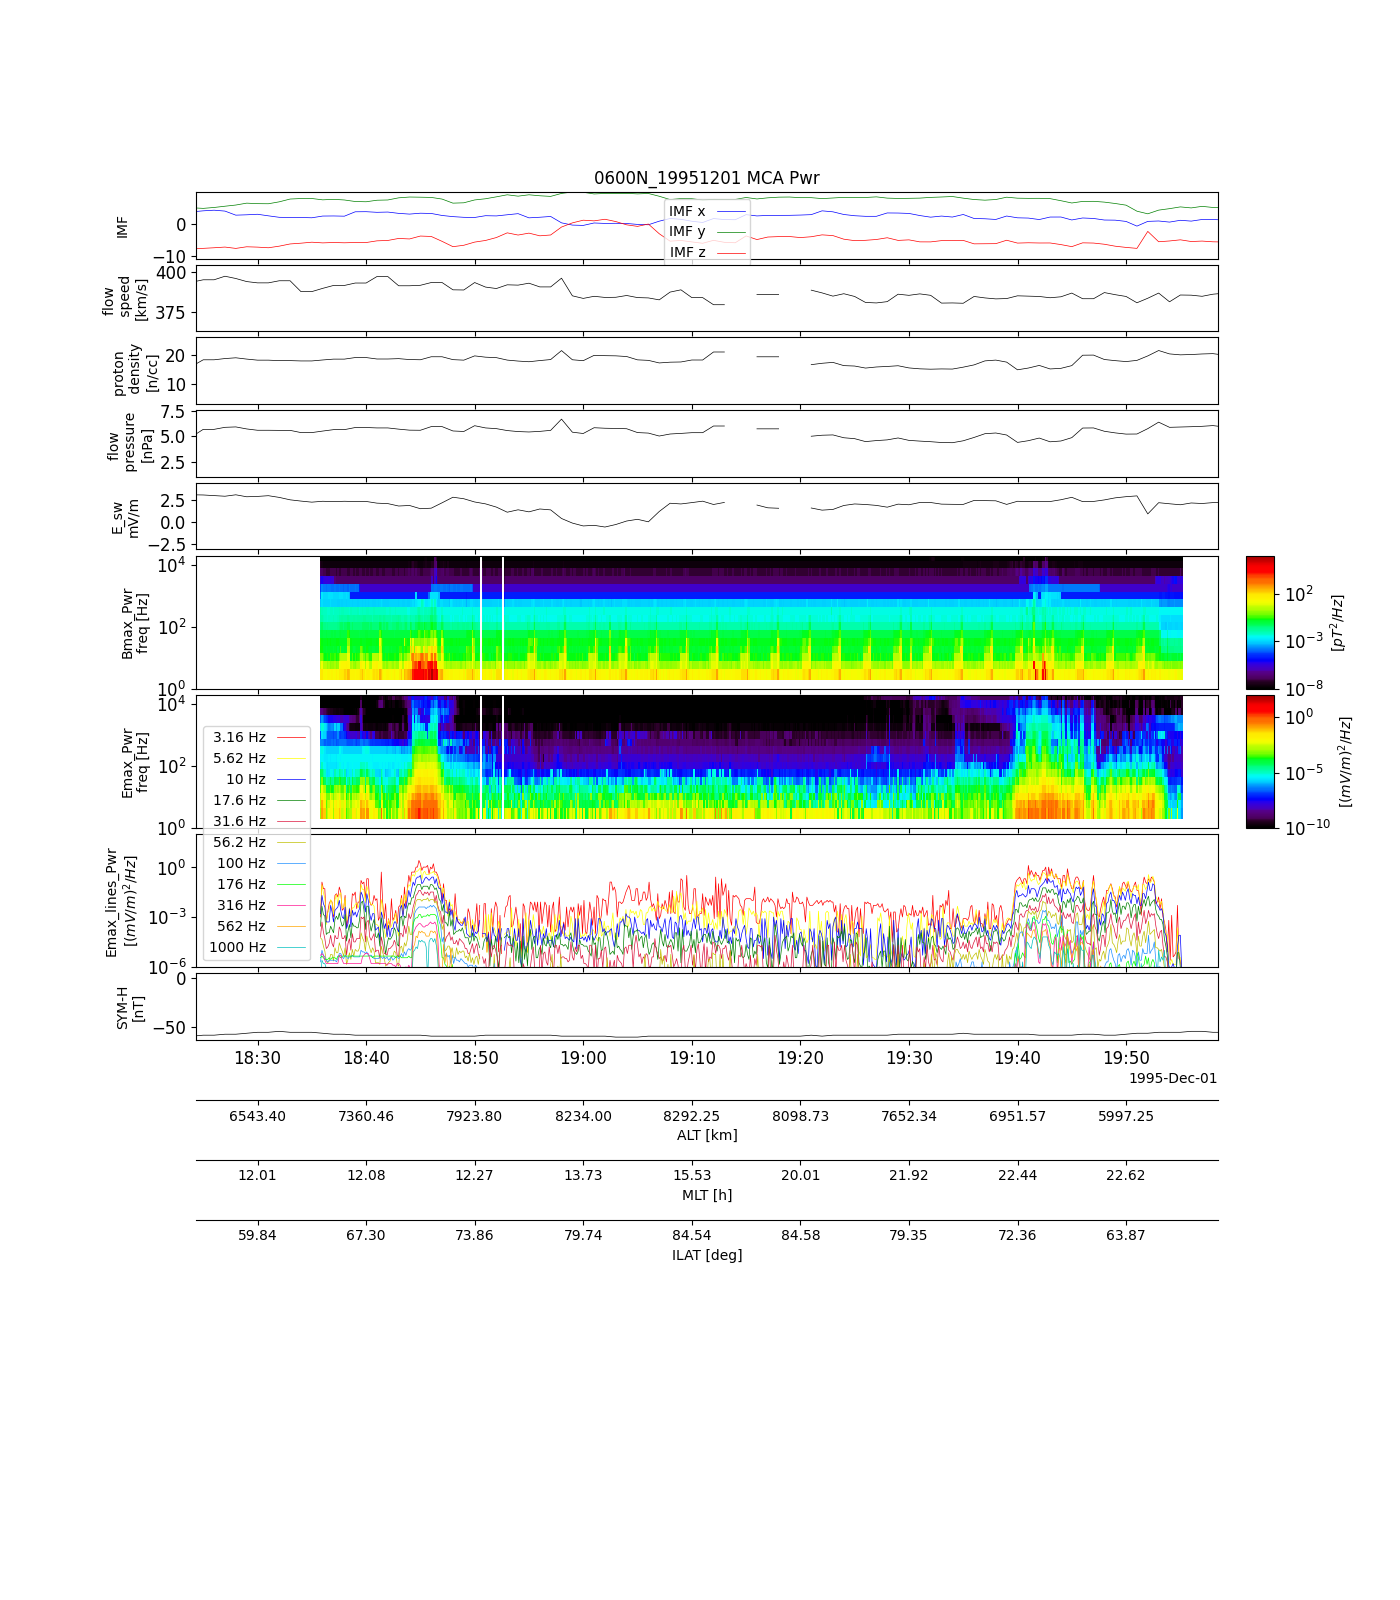 0600N_19951201 MCA Pwr
IMF
0
−10
IMF x
IMF y
IMF z
flow
speed
[km/s]
400
375
proton
density
[n/cc]
20
10
flow
pressure
[nPa]
7.5
5.0
2.5
E_sw
mV/m
2.5
0.0
−2.5
Bmax_Pwr
freq [Hz]
10^4
10^2
10^0
10^2
10^−3
10^−8
[pT^2/Hz]
Emax_Pwr
freq [Hz]
10^4
10^2
10^0
10^0
10^−5
10^−10
[(mV/m)^2/Hz]
3.16 Hz
5.62 Hz
10 Hz
17.6 Hz
31.6 Hz
56.2 Hz
100 Hz
176 Hz
316 Hz
562 Hz
1000 Hz
Emax_lines_Pwr
[(mV/m)^2/Hz]
10^0
10^−3
10^−6
SYM-H
[nT]
0
−50
18:30 18:40 18:50 19:00 19:10 19:20 19:30 19:40 19:50
1995-Dec-01
6543.40 7360.46 7923.80 8234.00 8292.25 8098.73 7652.34 6951.57 5997.25
ALT [km]
12.01 12.08 12.27 13.73 15.53 20.01 21.92 22.44 22.62
MLT [h]
59.84 67.30 73.86 79.74 84.54 84.58 79.35 72.36 63.87
ILAT [deg]